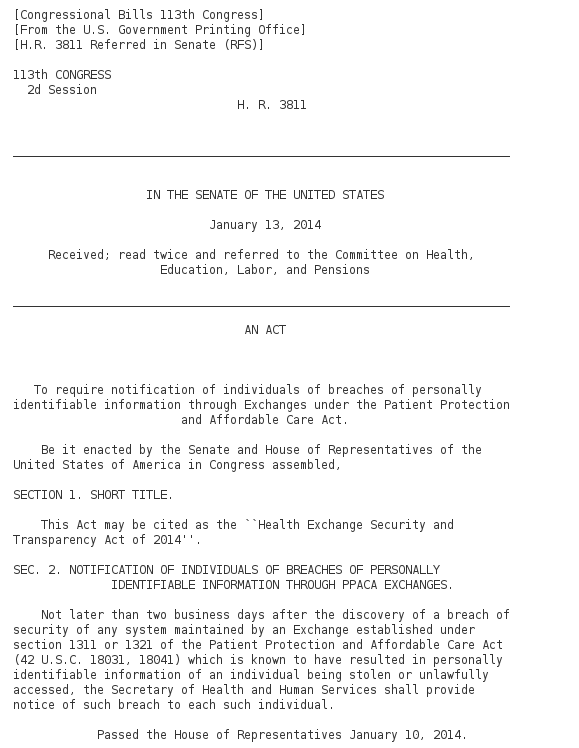 [Congressional Bills 113th Congress]
[From the U.S. Government Printing Office]
[H.R. 3811 Referred in Senate (RFS)]
113th CONGRESS
2d Session
H. R. 3811
IN THE SENATE OF THE UNITED STATES
January 13, 2014
Received; read twice and referred to the Committee on Health,
Education, Labor, and Pensions
AN ACT
To require notification of individuals of breaches of personally
identifiable information through Exchanges under the Patient Protection
and Affordable Care Act.
Be it enacted by the Senate and House of Representatives of the
United States of America in Congress assembled,
SECTION 1. SHORT TITLE.
This Act may be cited as the ``Health Exchange Security and
Transparency Act of 2014''.
SEC. 2. NOTIFICATION OF INDIVIDUALS OF BREACHES OF PERSONALLY
IDENTIFIABLE INFORMATION THROUGH PPACA EXCHANGES.
Not later than two business days after the discovery of a breach of
security of any system maintained by an Exchange established under
section 1311 or 1321 of the Patient Protection and Affordable Care Act
(42 U.S.C. 18031, 18041) which is known to have resulted in personally
identifiable information of an individual being stolen or unlawfully
accessed, the Secretary of Health and Human Services shall provide
notice of such breach to each such individual.
Passed the House of Representatives January 10, 2014.